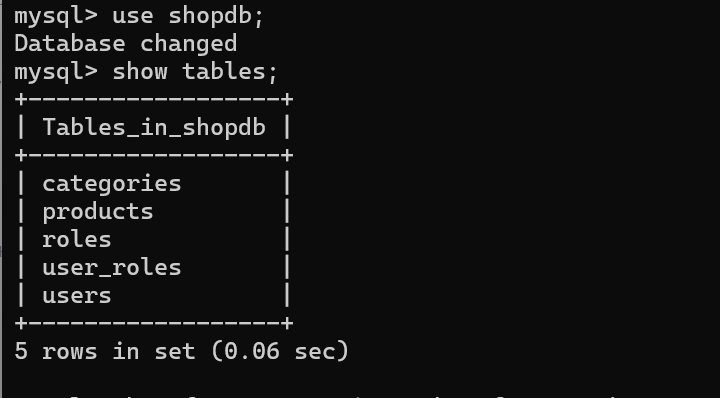 mysql> use shopdb;
Database changed
mysql> show tables;
+------------------+
| Tables_in_shopdb |
+------------------+
| categories       |
| products         |
| roles            |
| user_roles       |
| users            |
+------------------+
5 rows in set (0.06 sec)